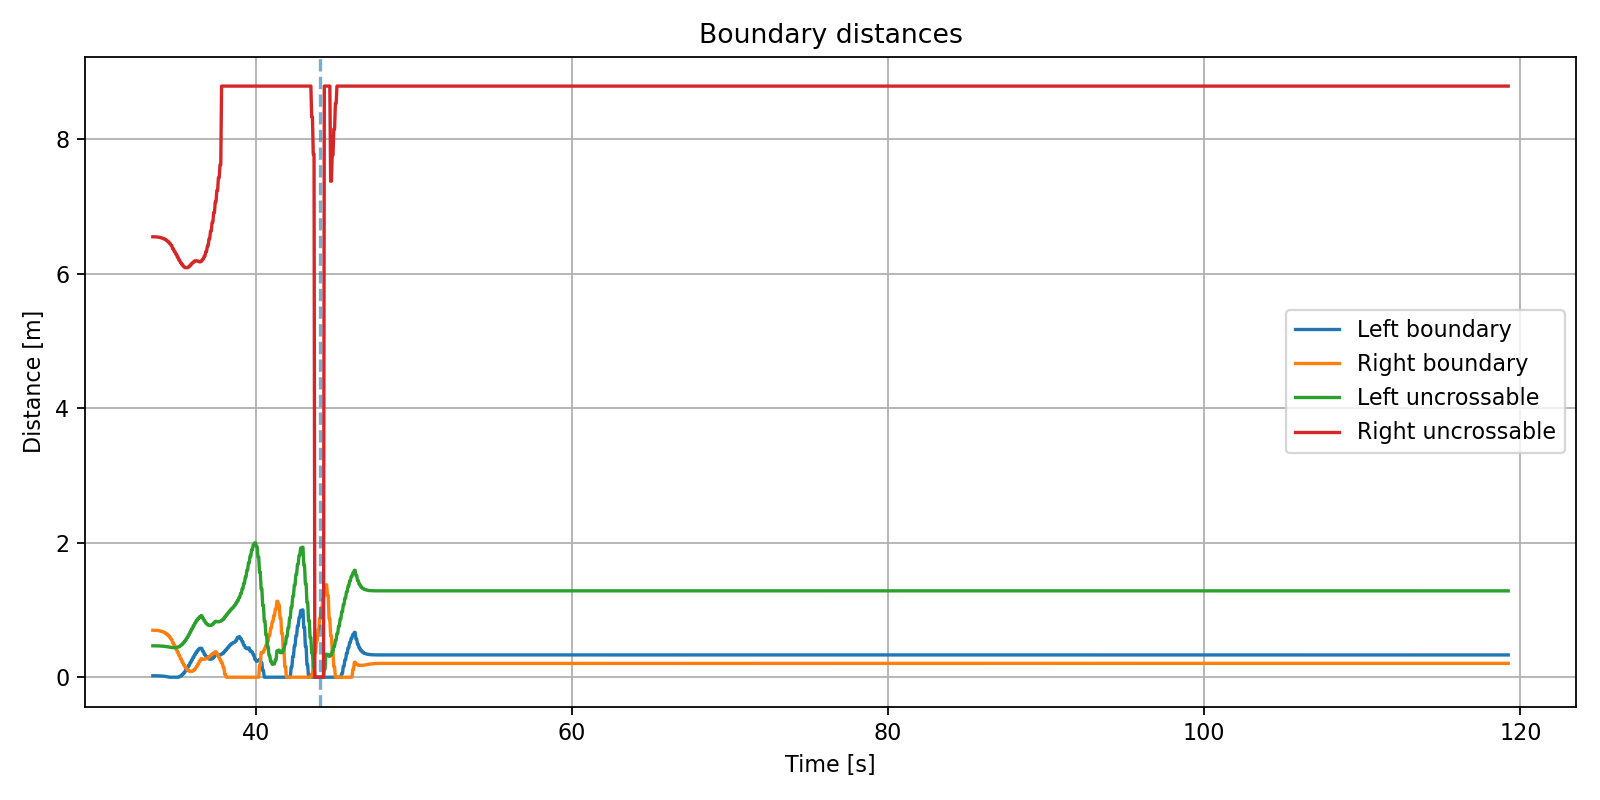 Boundary distances
Distance [m]
8
6
4
2
0
40
60
80
100
120
Time [s]
Left boundary
Right boundary
Left uncrossable
Right uncrossable